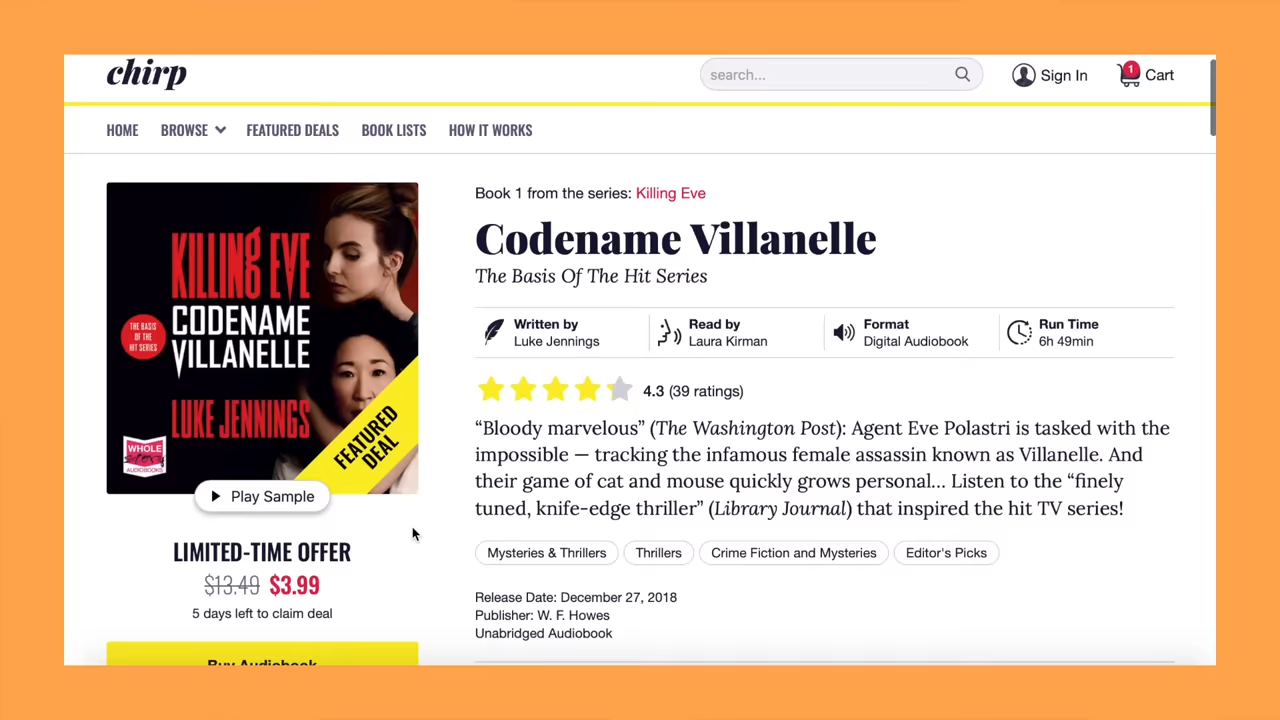 chirp
search...
Sign In
1
Cart
HOME
BROWSE
FEATURED DEALS
BOOK LISTS
HOW IT WORKS
KILLING EVE
CODENAME
VILLANELLE
THE BASIS
OF THE
HIT SERIES
LUKE JENNINGS
WHOLE
story
AUDIOBOOKS
FEATURED
DEAL
Play Sample
LIMITED-TIME OFFER
$13.49 $3.99
5 days left to claim deal
Buy Audiobook
Book 1 from the series: Killing Eve
Codename Villanelle
The Basis Of The Hit Series
Written by
Luke Jennings
Read by
Laura Kirman
Format
Digital Audiobook
Run Time
6h 49min
4.3 (39 ratings)
“Bloody marvelous” (The Washington Post): Agent Eve Polastri is tasked with the
impossible — tracking the infamous female assassin known as Villanelle. And
their game of cat and mouse quickly grows personal... Listen to the “finely
tuned, knife-edge thriller” (Library Journal) that inspired the hit TV series!
Mysteries & Thrillers
Thrillers
Crime Fiction and Mysteries
Editor's Picks
Release Date: December 27, 2018
Publisher: W. F. Howes
Unabridged Audiobook